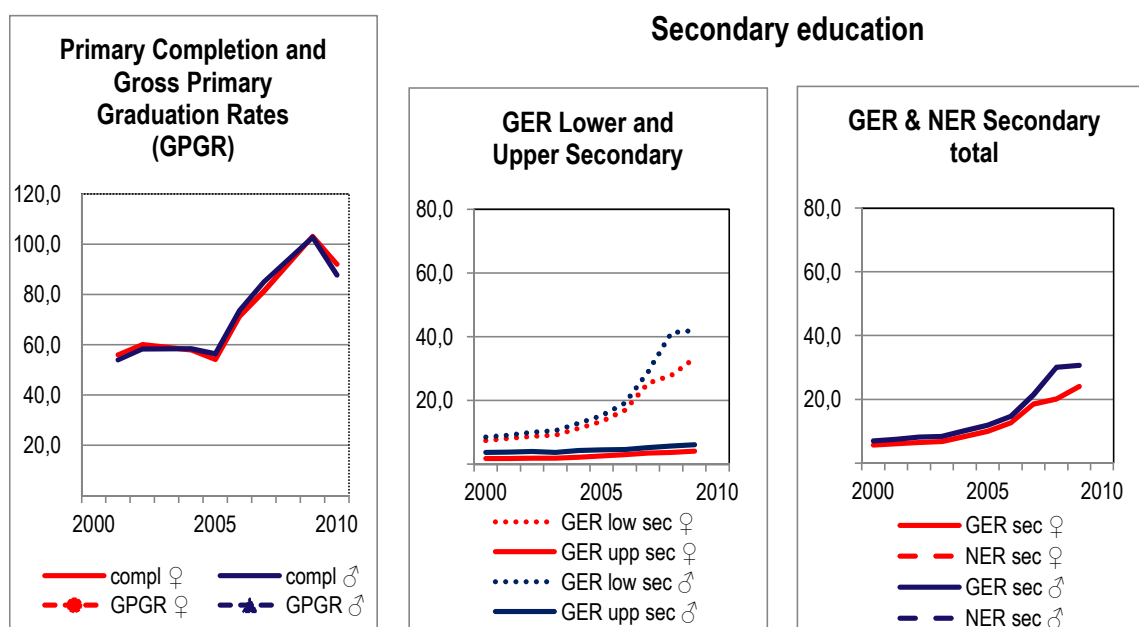 Primary Completion and
Gross Primary
Graduation Rates
(GPGR)
120,0
100,0
80,0
60,0
40,0
20,0
2000 2005 2010
compl ♀ compl ♂
GPGR ♀ GPGR ♂
Secondary education
GER Lower and
Upper Secondary
80,0
60,0
40,0
20,0
2000 2005 2010
GER low sec ♀
GER upp sec ♀
GER low sec ♂
GER upp sec ♂
GER & NER Secondary
total
80,0
60,0
40,0
20,0
2000 2005 2010
GER sec ♀
NER sec ♀
GER sec ♂
NER sec ♂